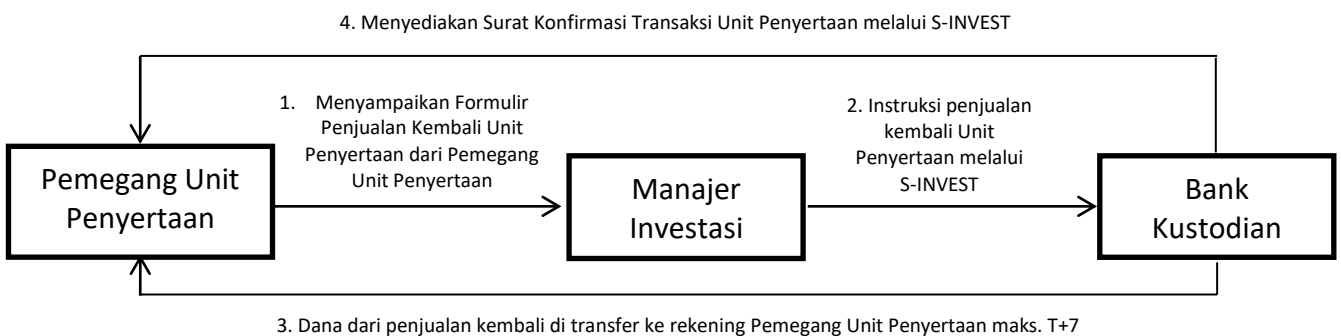 4. Menyediakan Surat Konfirmasi Transaksi Unit Penyertaan melalui S-INVEST
1. Menyampaikan Formulir
Penjualan Kembali Unit
Penyertaan dari Pemegang
Unit Penyertaan
2. Instruksi penjualan
kembali Unit
Penyertaan melalui
S-INVEST
Pemegang Unit
Penyertaan
Manajer
Investasi
Bank
Kustodian
3. Dana dari penjualan kembali di transfer ke rekening Pemegang Unit Penyertaan maks. T+7